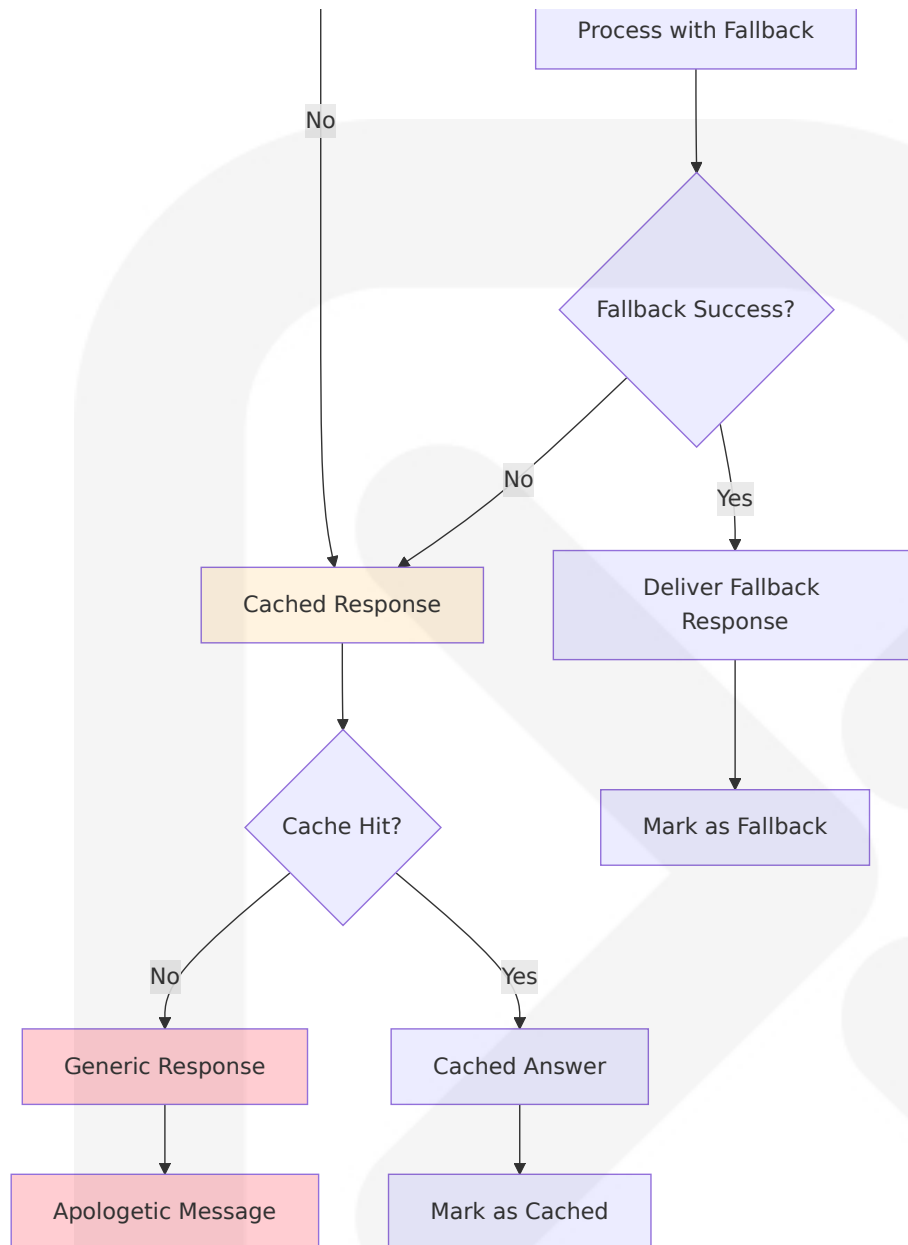 Process with Fallback
No
Fallback Success?
No
Yes
Cached Response
Deliver Fallback
Response
Cache Hit?
Mark as Fallback
No
Yes
Generic Response
Cached Answer
Apologetic Message
Mark as Cached